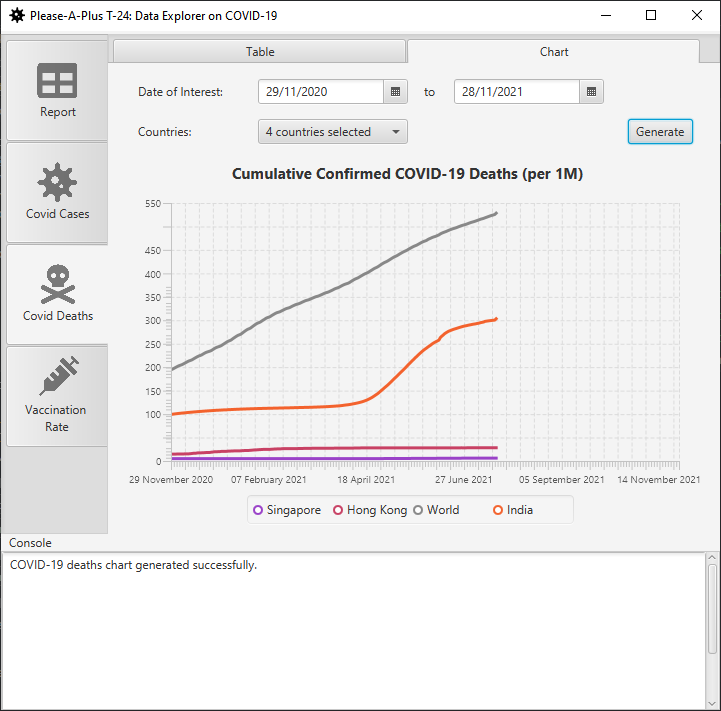 Please-A-Plus T-24: Data Explorer on COVID-19
Report
Covid Cases
Covid Deaths
Vaccination
Rate
Table
Chart
Date of Interest:
29/11/2020
to
28/11/2021
Countries:
4 countries selected
Generate
Cumulative Confirmed COVID-19 Deaths (per 1M)
550
450
400
350
300
250
200
150
100
0
29 November 2020
07 February 2021
18 April 2021
27 June 2021
05 September 2021
14 November 2021
Singapore
Hong Kong
World
India
Console
COVID-19 deaths chart generated successfully.